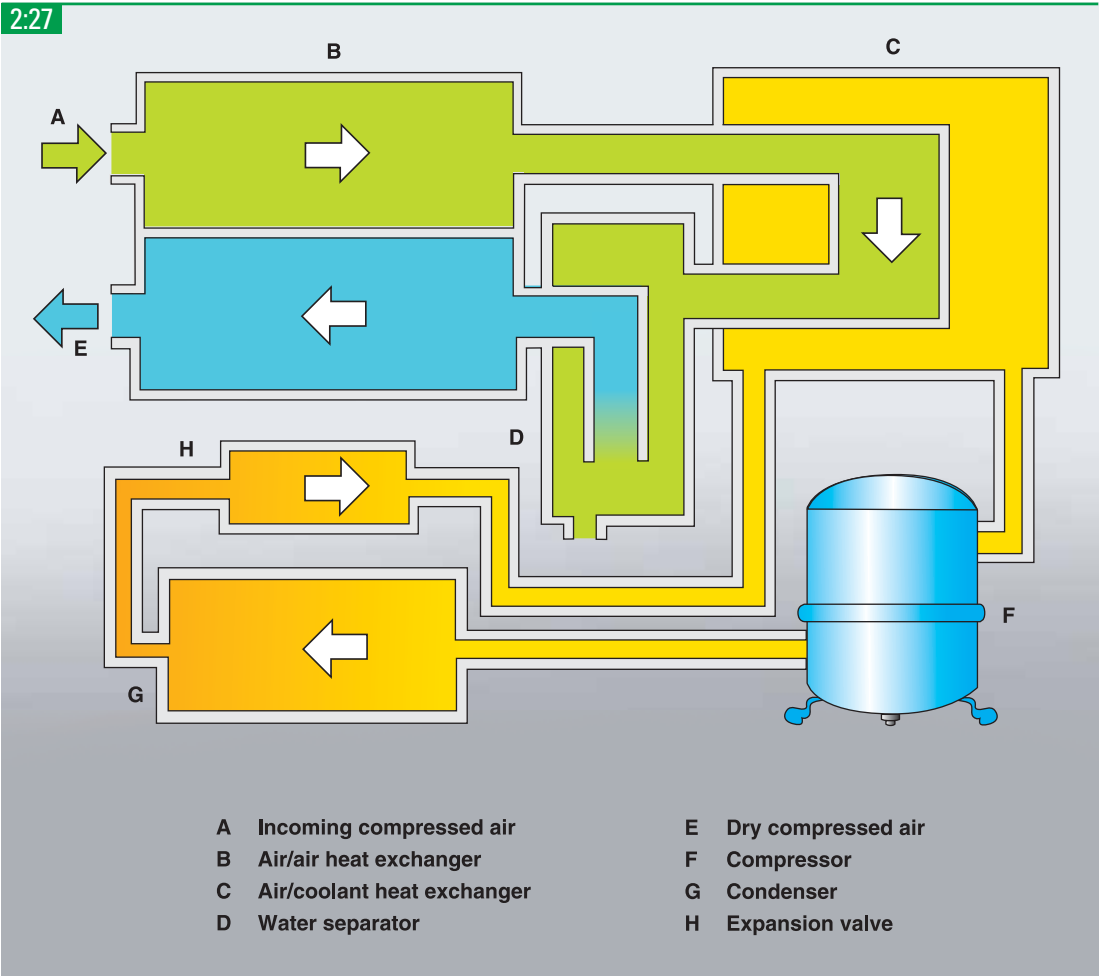 2:27
B
C
A
E
D
H
F
G
A Incoming compressed air
B Air/air heat exchanger
C Air/coolant heat exchanger
D Water separator
E Dry compressed air
F Compressor
G Condenser
H Expansion valve